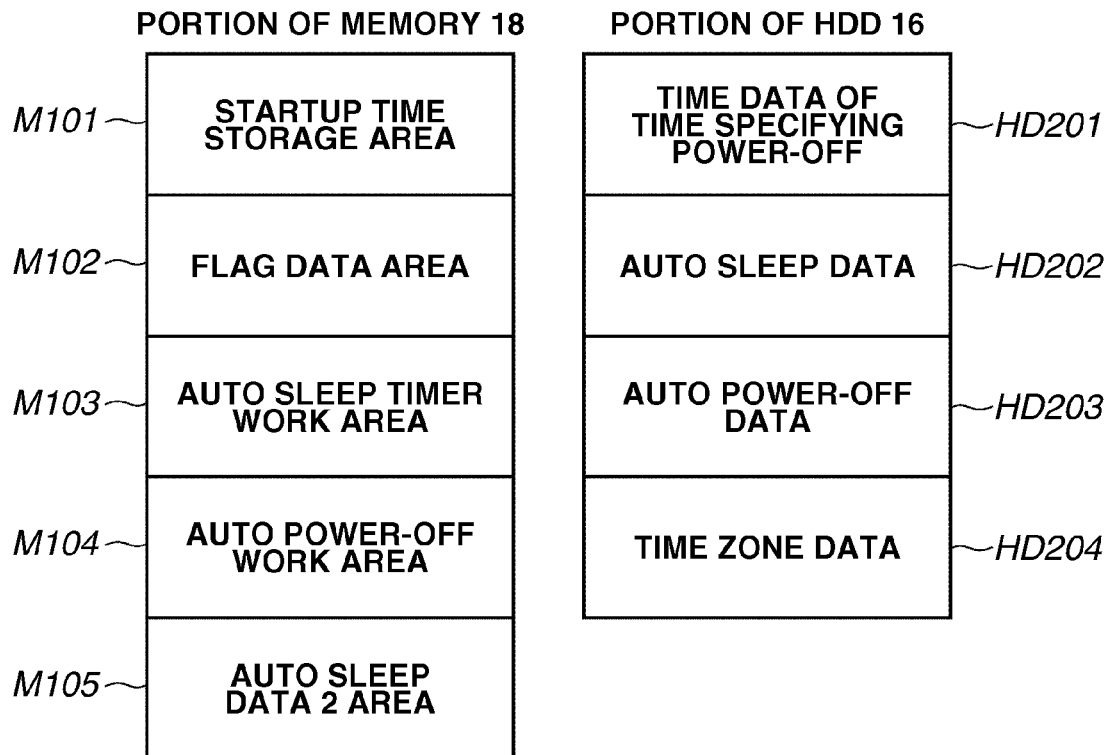 PORTION OF MEMORY 18
M101
STARTUP TIME
STORAGE AREA
M102
FLAG DATA AREA
M103
AUTO SLEEP TIMER
WORK AREA
M104
AUTO POWER-OFF
WORK AREA
M105
AUTO SLEEP
DATA 2 AREA
PORTION OF HDD 16
TIME DATA OF
TIME SPECIFYING
POWER-OFF
HD201
AUTO SLEEP DATA
HD202
AUTO POWER-OFF
DATA
HD203
TIME ZONE DATA
HD204